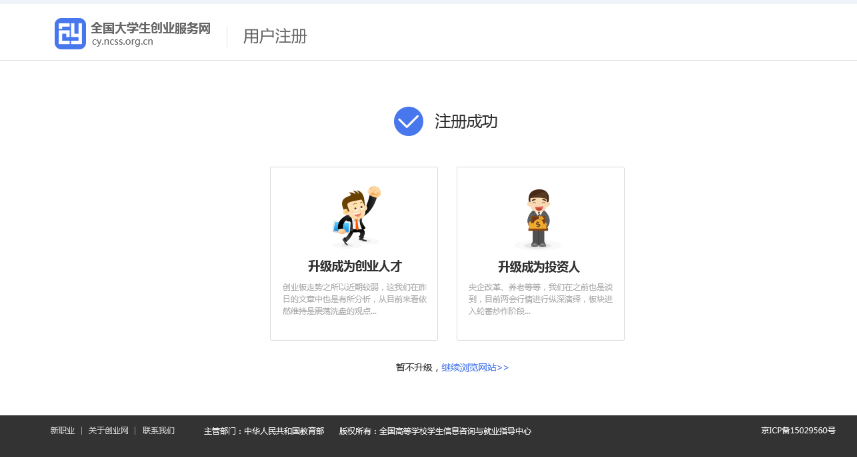 全国大学生创业服务网
cy.ncss.org.cn
用户注册
注册成功
升级成为创业人才
创业板走势之所以近期较弱，这我们在昨
日的文章中也是有所分析，从目前来看依
然维持是震荡洗盘的观点...
升级成为投资人
央企改革、养老等等，我们在之前也是谈
到，目前两会行情进行纵深演绎，板块进
入轮番炒作阶段...
暂不升级，继续浏览网站>>
新职业 | 关于创业网 | 联系我们 主管部门：中华人民共和国教育部 版权所有：全国高等学校学生信息咨询与就业指导中心 京ICP备15029560号